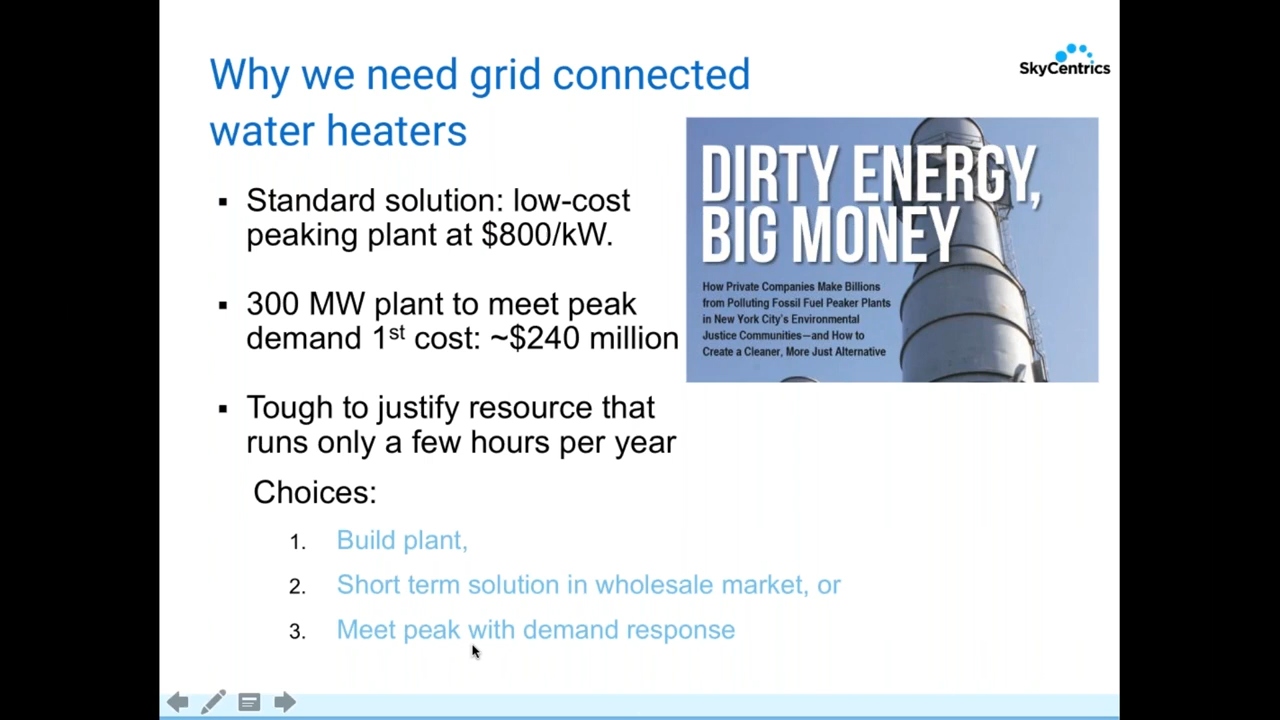 Why we need grid connected
water heaters
SkyCentrics
▪ Standard solution: low-cost
peaking plant at $800/kW.
▪ 300 MW plant to meet peak
demand 1st cost: ~$240 million
▪ Tough to justify resource that
runs only a few hours per year
Choices:
1. Build plant,
2. Short term solution in wholesale market, or
3. Meet peak with demand response
DIRTY ENERGY,
BIG MONEY
How Private Companies Make Billions
from Polluting Fossil Fuel Peaker Plants
in New York City's Environmental
Justice Communities—and How to
Create a Cleaner, More Just Alternative